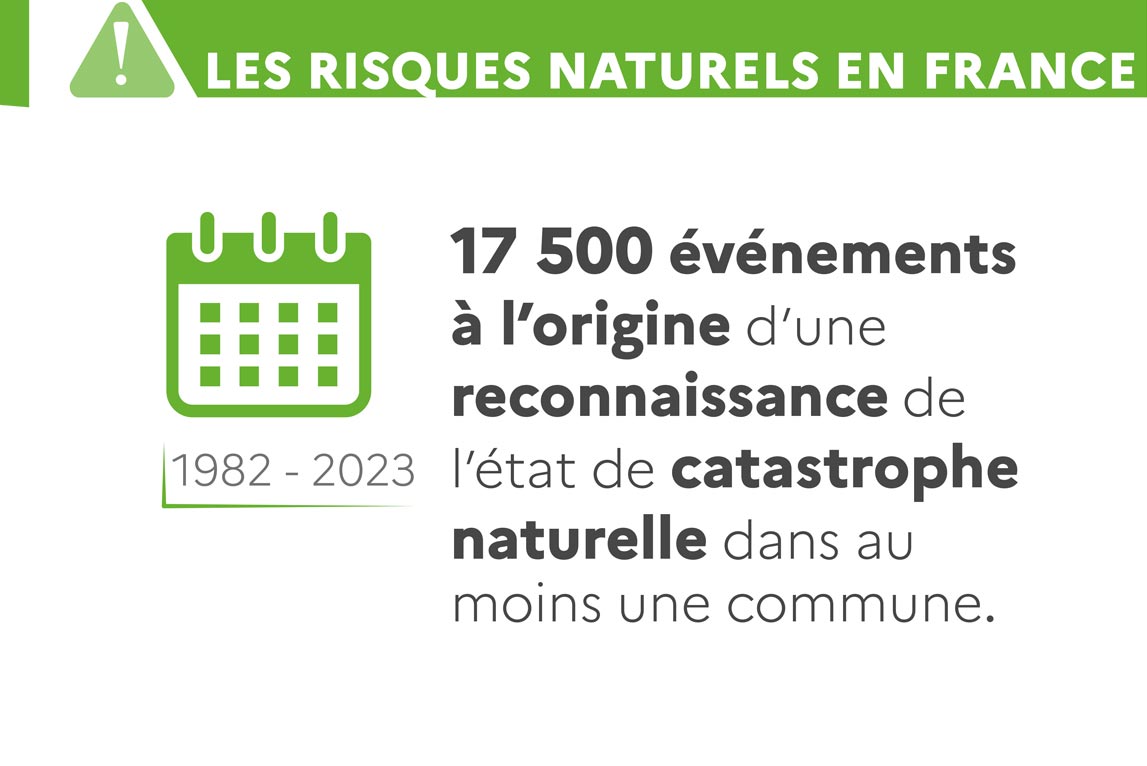 LES RISQUES NATURELS EN FRANCE
1982 - 2023
17 500 événements
à l’origine d’une
reconnaissance de
l’état de catastrophe
naturelle dans au
moins une commune.